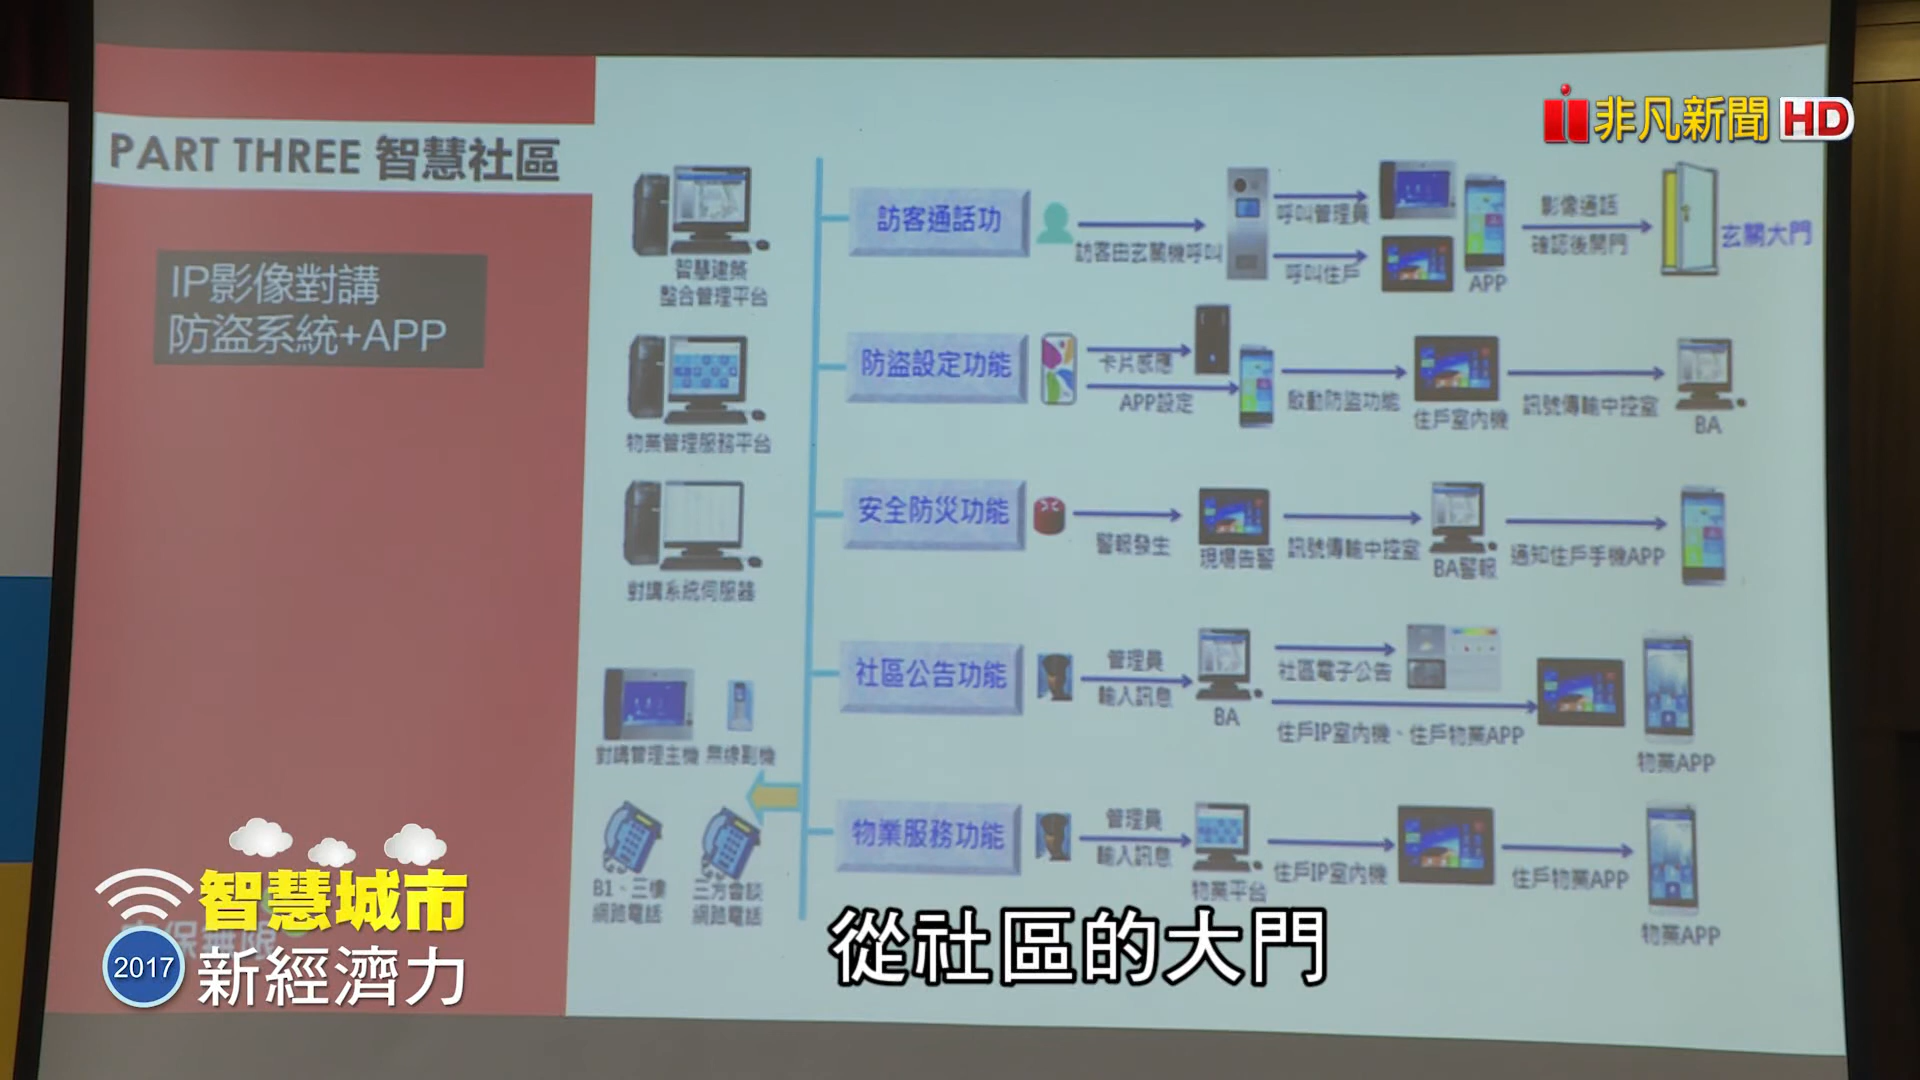 非凡新聞 HD
PART THREE 智慧社區
IP影像對講
防盜系統+APP
智慧建築
整合管理平台
物業管理服務平台
對講系統伺服器
對講管理主機
無線副機
B1、三樓
網路電話
三方會談
網路電話
訪客通話功
訪客由玄關機呼叫
呼叫管理員
呼叫住戶
APP
影像通話
確認後開門
玄關大門
防盜設定功能
卡片感應
APP設定
啟動防盜功能
住戶室內機
訊號傳輸中控室
BA
安全防災功能
警報發生
現場告警
訊號傳輸中控室
BA警報
通知住戶手機APP
社區公告功能
管理員
輸入訊息
BA
社區電子公告
住戶IP室內機、住戶物業APP
物業APP
物業服務功能
管理員
輸入訊息
物業平台
住戶IP室內機
住戶物業APP
物業APP
智慧城市
2017
新經濟力
從社區的大門